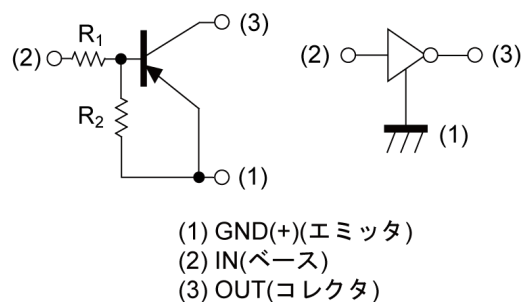 (3)
R₁
(2)
R₂
(1)
(2)
(3)
(1)
(1) GND(+)(エミッタ)
(2) IN(ベース)
(3) OUT(コレクタ)